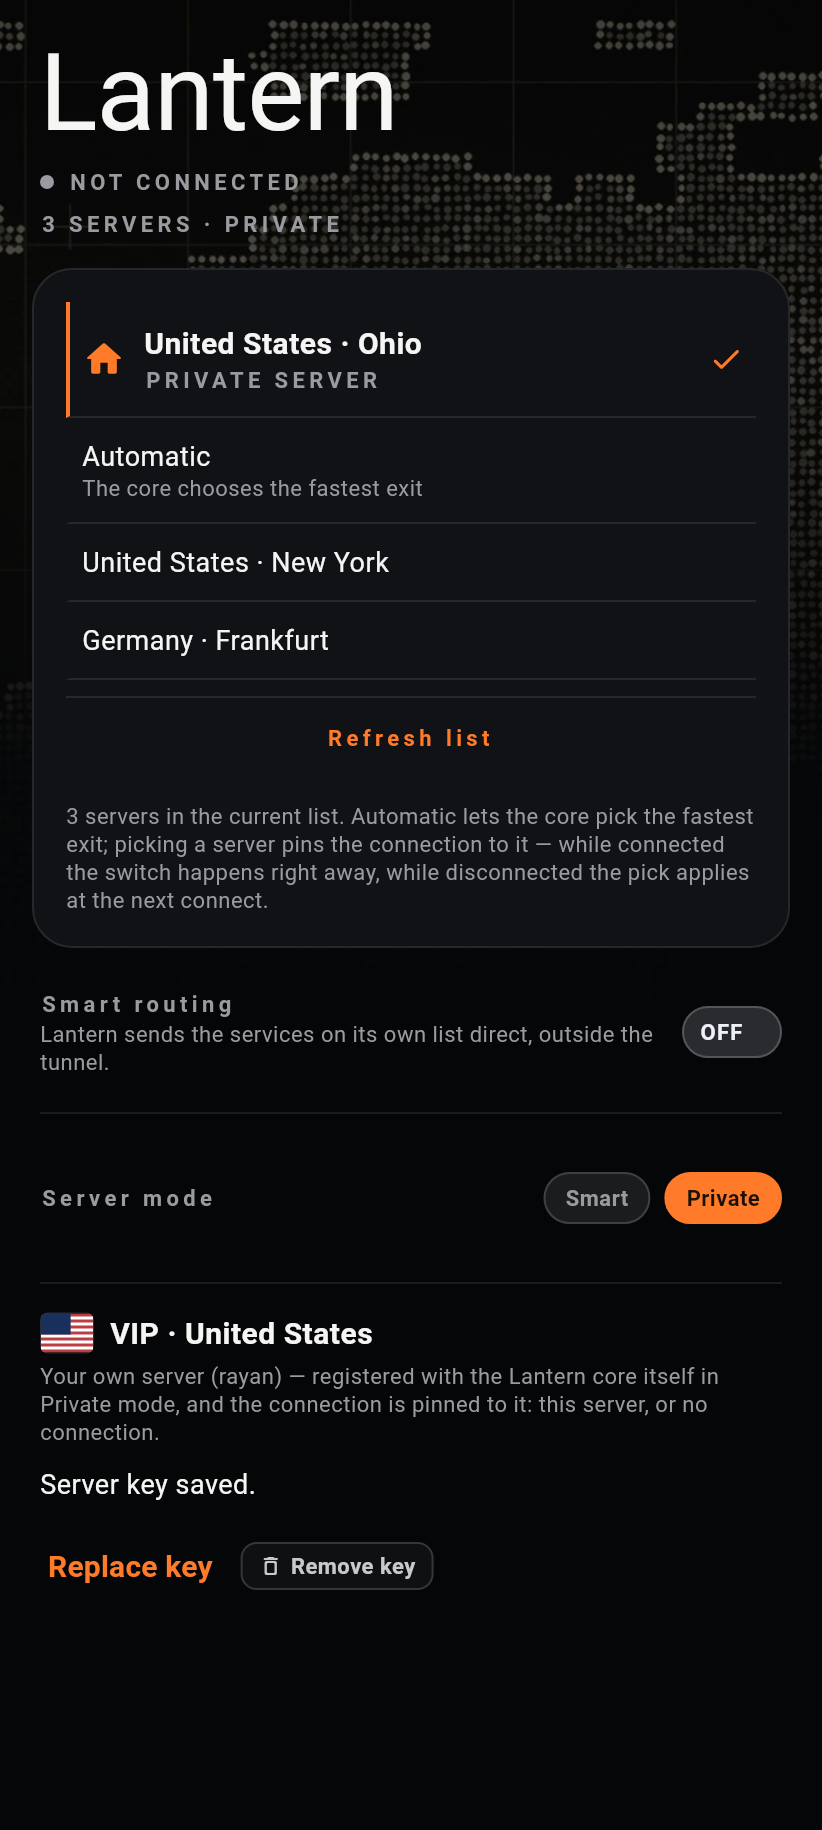 Lantern
NOT CONNECTED
3 SERVERS · PRIVATE
United States · Ohio
PRIVATE SERVER
Automatic
The core chooses the fastest exit
United States · New York
Germany · Frankfurt
Refresh list
3 servers in the current list. Automatic lets the core pick the fastest
exit; picking a server pins the connection to it — while connected
the switch happens right away, while disconnected the pick applies
at the next connect.
Smart routing
Lantern sends the services on its own list direct, outside the
tunnel.
OFF
Server mode
Smart
Private
VIP · United States
Your own server (rayan) — registered with the Lantern core itself in
Private mode, and the connection is pinned to it: this server, or no
connection.
Server key saved.
Replace key
Remove key